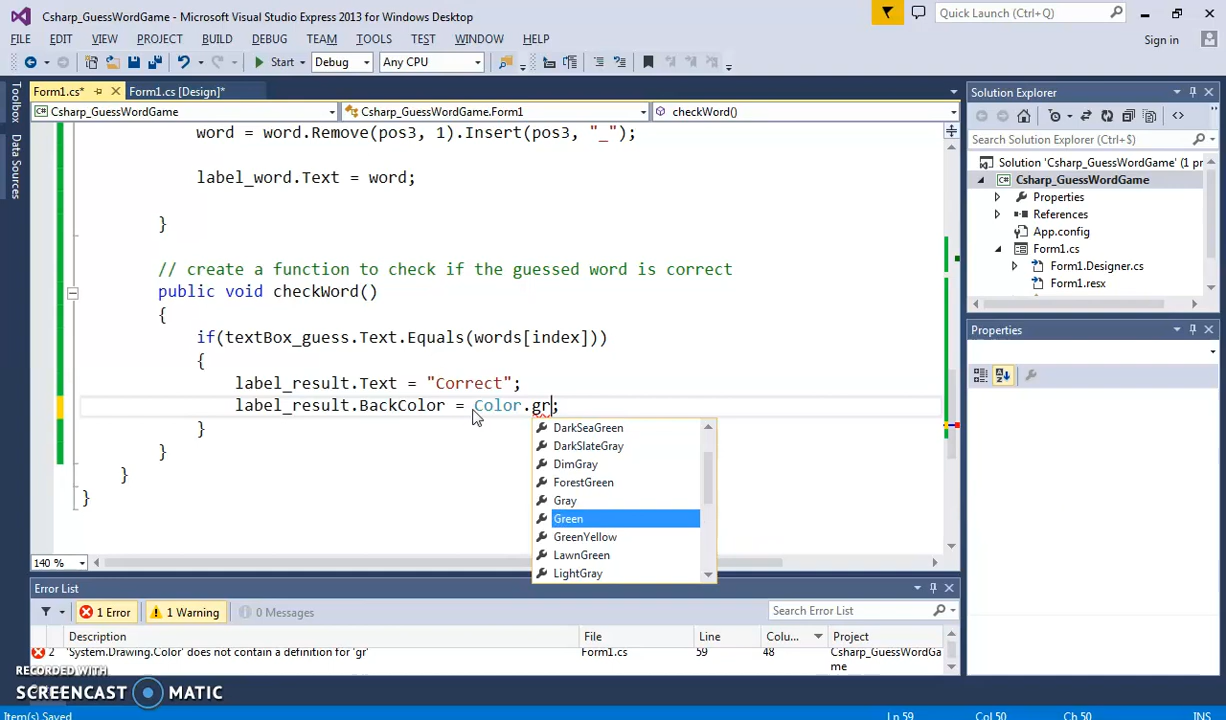 Csharp_GuessWordGame - Microsoft Visual Studio Express 2013 for Windows Desktop
Quick Launch (Ctrl+Q)
FILE EDIT VIEW PROJECT BUILD DEBUG TEAM TOOLS TEST WINDOW HELP
Sign in
Start Debug Any CPU
Toolbox
Data Sources
Form1.cs* Form1.cs [Design]*
Csharp_GuessWordGame Csharp_GuessWordGame.Form1 checkWord()
word = word.Remove(pos3, 1).Insert(pos3, "_");
label_word.Text = word;
}
// create a function to check if the guessed word is correct
public void checkWord()
{
if(textBox_guess.Text.Equals(words[index]))
{
label_result.Text = "Correct";
label_result.BackColor = Color.gr;
}
}
}
}
DarkSeaGreen
DarkSlateGray
DimGray
ForestGreen
Gray
Green
GreenYellow
LawnGreen
LightGray
140 %
Solution Explorer
Search Solution Explorer (Ctrl+$)
Solution 'Csharp_GuessWordGame' (1 pr
Csharp_GuessWordGame
Properties
References
App.config
Form1.cs
Form1.Designer.cs
Form1.resx
Properties
Error List
1 Error 1 Warning 0 Messages
Search Error List
Description File Line Colu... Project
2 'System.Drawing.Color' does not contain a definition for 'gr' Form1.cs 59 48 Csharp_GuessWordGa
me
RECORDED WITH
SCREENCAST MATIC
Item(s) Saved Ln 59 Col 50 Ch 50 INS